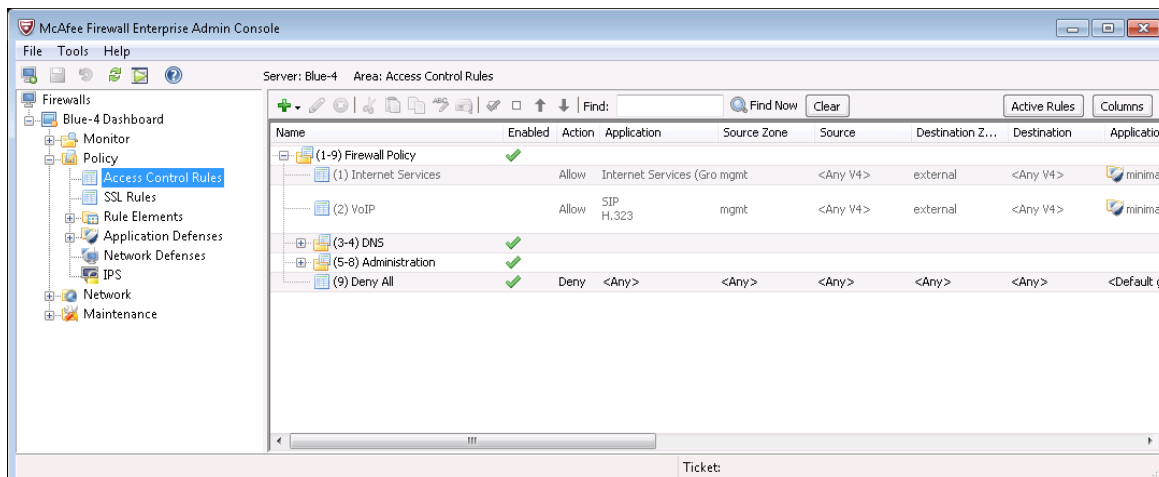 McAfee Firewall Enterprise Admin Console
File Tools Help
Server: Blue-4 Area: Access Control Rules
Firewalls
Blue-4 Dashboard
Monitor
Policy
Access Control Rules
SSL Rules
Rule Elements
Application Defenses
Network Defenses
IPS
Network
Maintenance
Find: Find Now Clear Active Rules Columns
Name Enabled Action Application Source Zone Source Destination Z... Destination Applicatio
(1-9) Firewall Policy
(1) Internet Services Allow Internet Services (Gro mgmt <Any V4> external <Any V4> minima
(2) VoIP Allow SIP H.323 mgmt <Any V4> external <Any V4> minima
(3-4) DNS
(5-8) Administration
(9) Deny All Deny <Any> <Any> <Any> <Any> <Any> <Default g
Ticket: